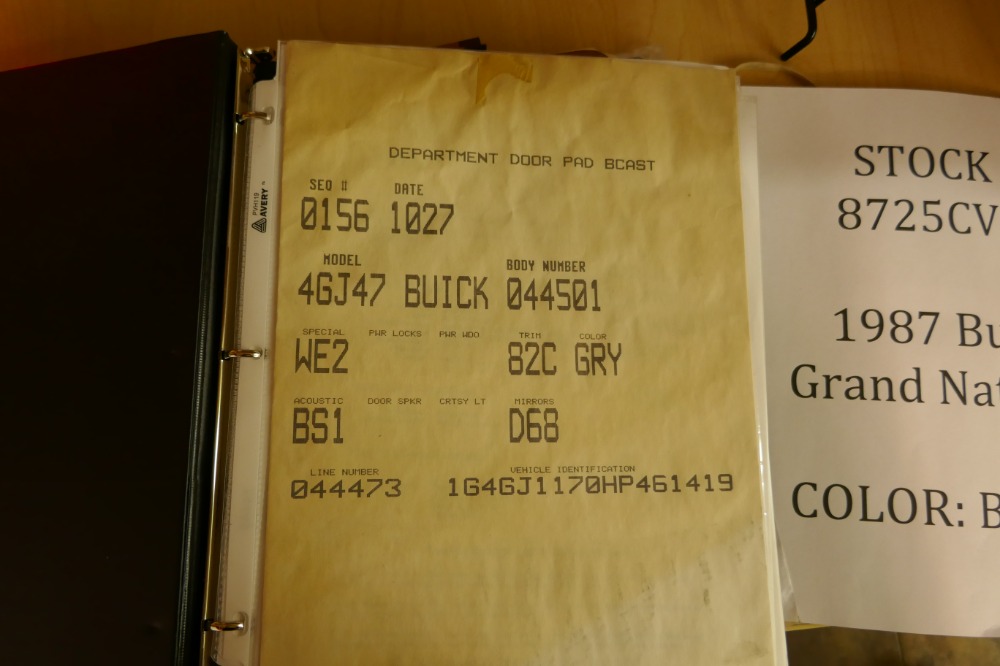 DEPARTMENT DOOR PAD BCAST
SEQ # DATE
0156 1027
MODEL BODY NUMBER
4GJ47 BUICK 044501
SPECIAL PWR LOCKS PWR WDO TRIM COLOR
WE2 82C GRY
ACOUSTIC DOOR SPKR CRTSY LT MIRRORS
BS1 D68
LINE NUMBER VEHICLE IDENTIFICATION
044473 1G4GJ1170HP461419
AVERY
STOCK
8725CV
1987 Bu
Grand Nat
COLOR: B